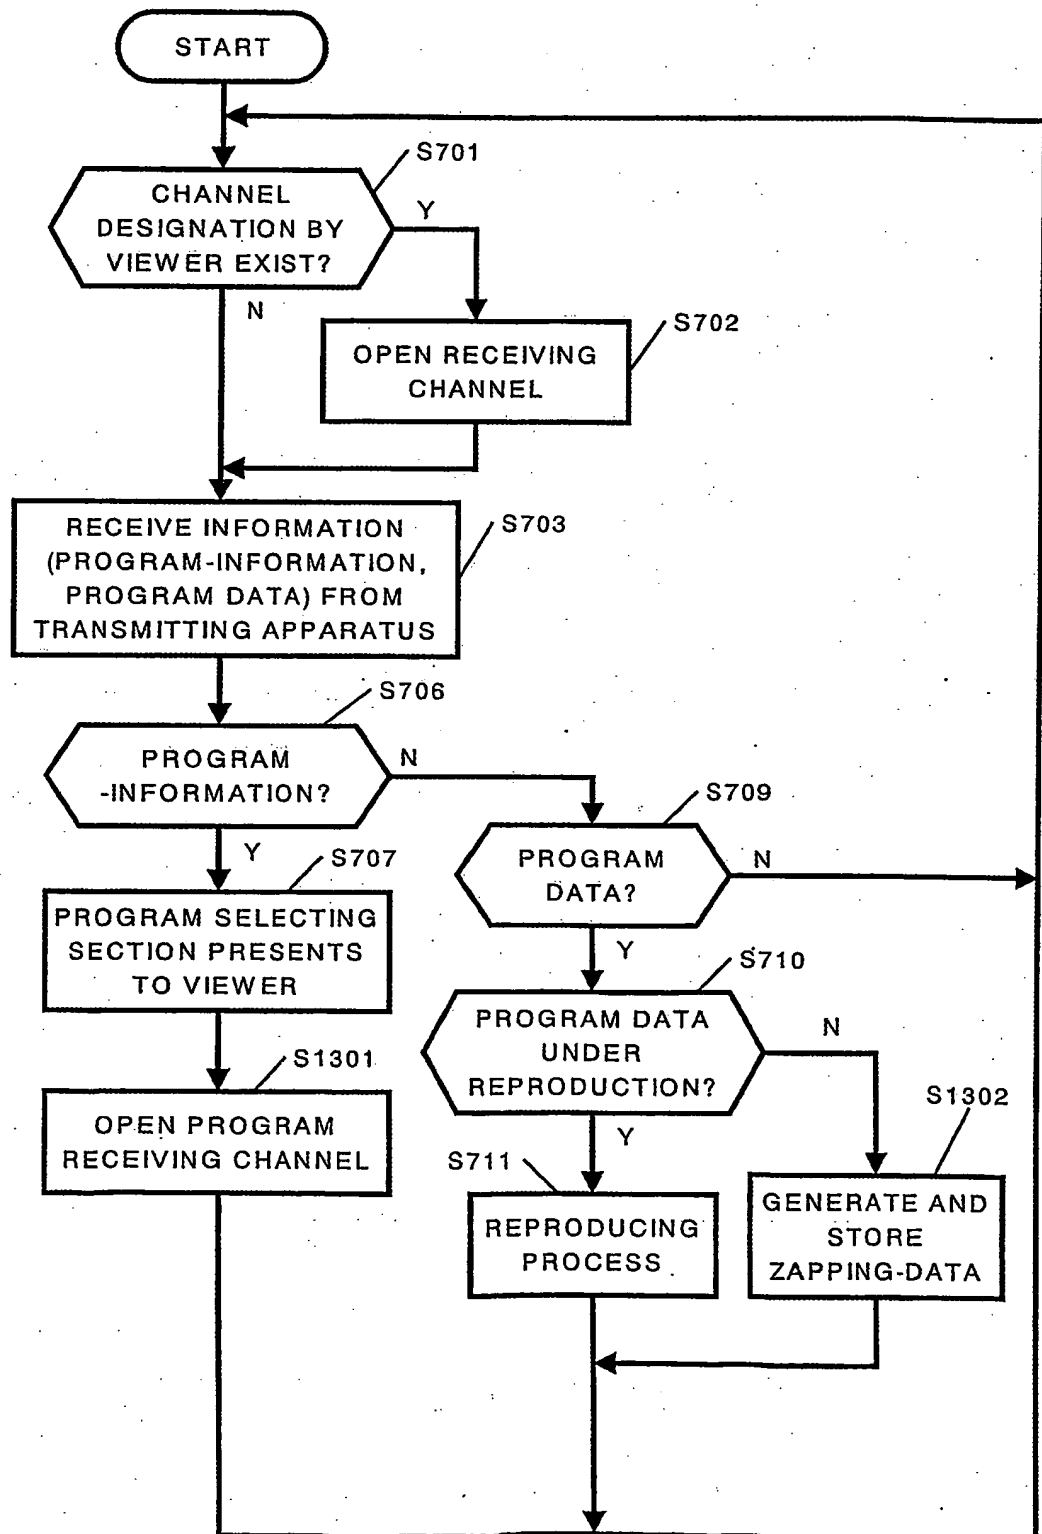 START
S701
CHANNEL
DESIGNATION BY
VIEWER EXIST?
Y
N
S702
OPEN RECEIVING
CHANNEL
S703
RECEIVE INFORMATION
(PROGRAM-INFORMATION,
PROGRAM DATA) FROM
TRANSMITTING APPARATUS
S706
PROGRAM
-INFORMATION?
N
Y
S709
PROGRAM
DATA?
N
Y
S707
PROGRAM SELECTING
SECTION PRESENTS
TO VIEWER
S710
PROGRAM DATA
UNDER
REPRODUCTION?
N
Y
S1301
OPEN PROGRAM
RECEIVING CHANNEL
S711
REPRODUCING
PROCESS
S1302
GENERATE AND
STORE
ZAPPING-DATA